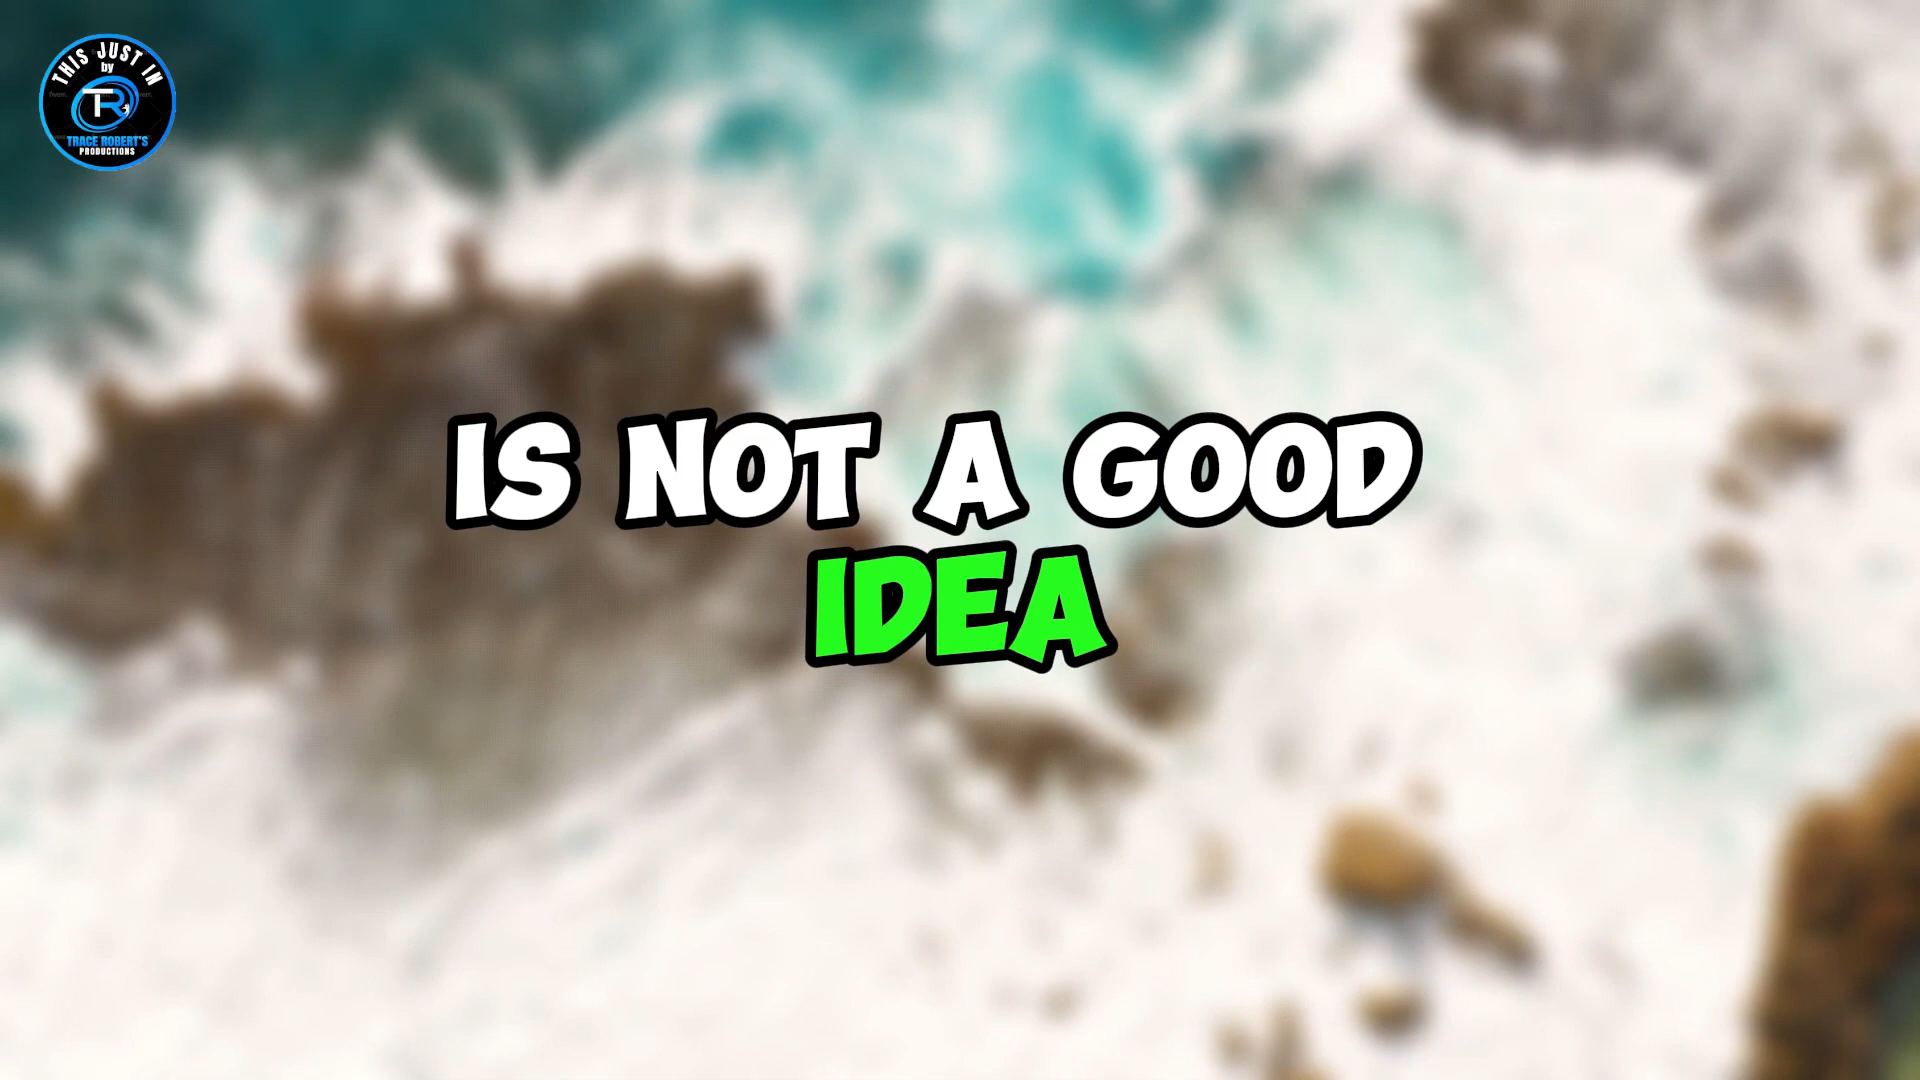 THIS JUST IN
by
TR
TRACE ROBERT'S
PRODUCTIONS
IS NOT A GOOD
IDEA